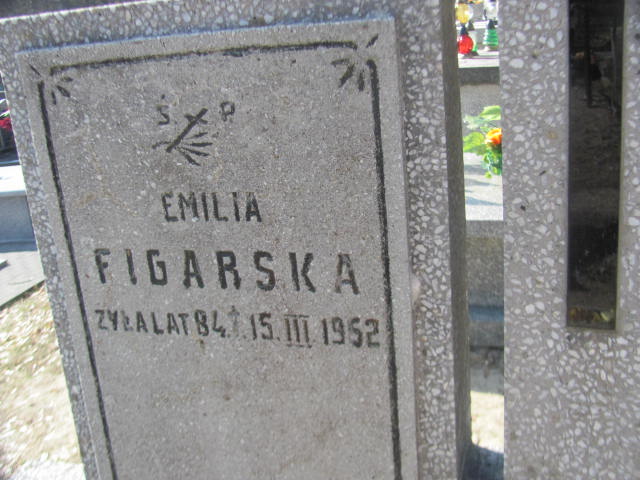 Ś P
EMILIA
FIGARSKA
ŻYŁA LAT 84 † 15. III 1952